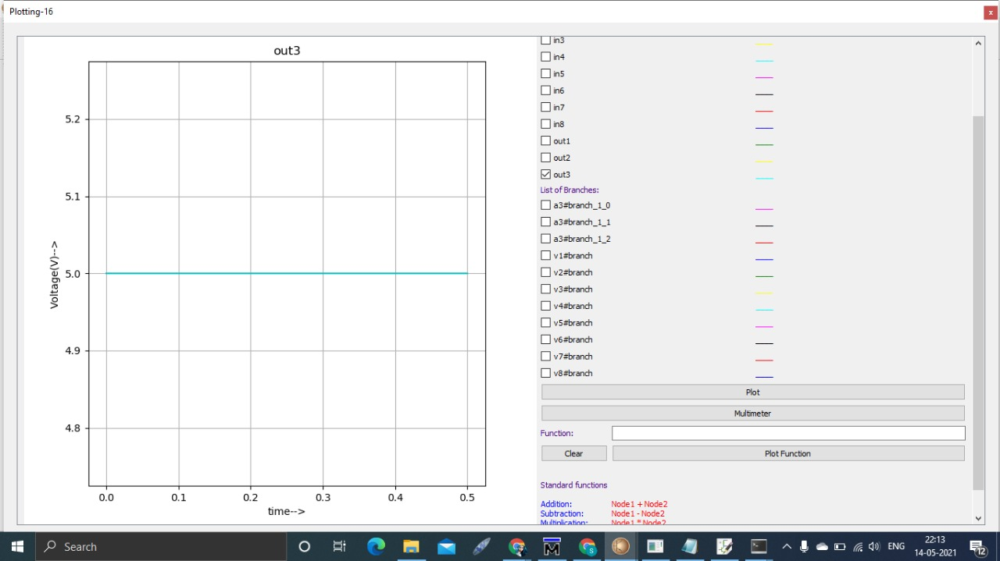 Plotting-16
out3
5.2
5.1
5.0
4.9
4.8
Voltage(V)-->
0.0 0.1 0.2 0.3 0.4 0.5
time-->
in3
in4
in5
in6
in7
in8
out1
out2
out3
List of Branches:
a3#branch_1_0
a3#branch_1_1
a3#branch_1_2
v1#branch
v2#branch
v3#branch
v4#branch
v5#branch
v6#branch
v7#branch
v8#branch
Plot
Multimeter
Function:
Clear Plot Function
Standard functions
Addition: Node1 + Node2
Subtraction: Node1 - Node2
Multiplication: Node1 * Node2
Search
ENG
22:13
14-05-2021
12